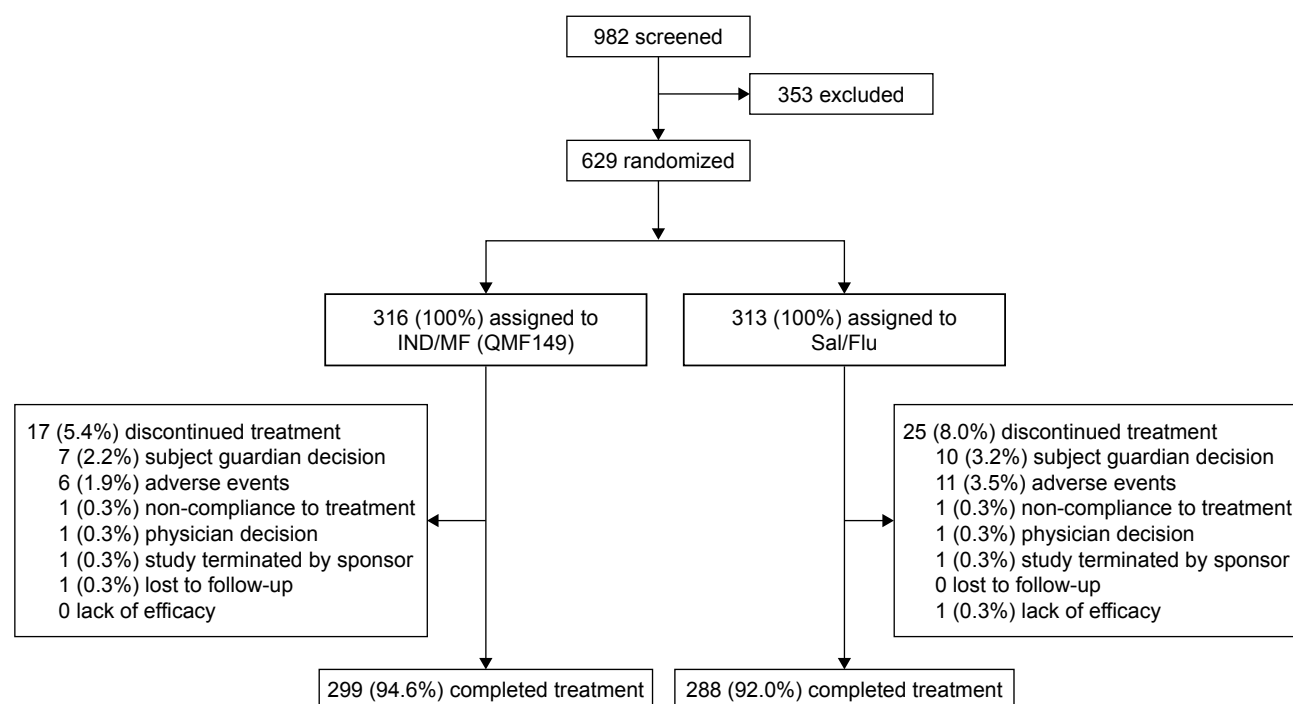 982 screened
353 excluded
629 randomized
316 (100%) assigned to
IND/MF (QMF149)
313 (100%) assigned to
Sal/Flu
17 (5.4%) discontinued treatment
7 (2.2%) subject guardian decision
6 (1.9%) adverse events
1 (0.3%) non-compliance to treatment
1 (0.3%) physician decision
1 (0.3%) study terminated by sponsor
1 (0.3%) lost to follow-up
0 lack of efficacy
25 (8.0%) discontinued treatment
10 (3.2%) subject guardian decision
11 (3.5%) adverse events
1 (0.3%) non-compliance to treatment
1 (0.3%) physician decision
1 (0.3%) study terminated by sponsor
0 lost to follow-up
1 (0.3%) lack of efficacy
299 (94.6%) completed treatment
288 (92.0%) completed treatment